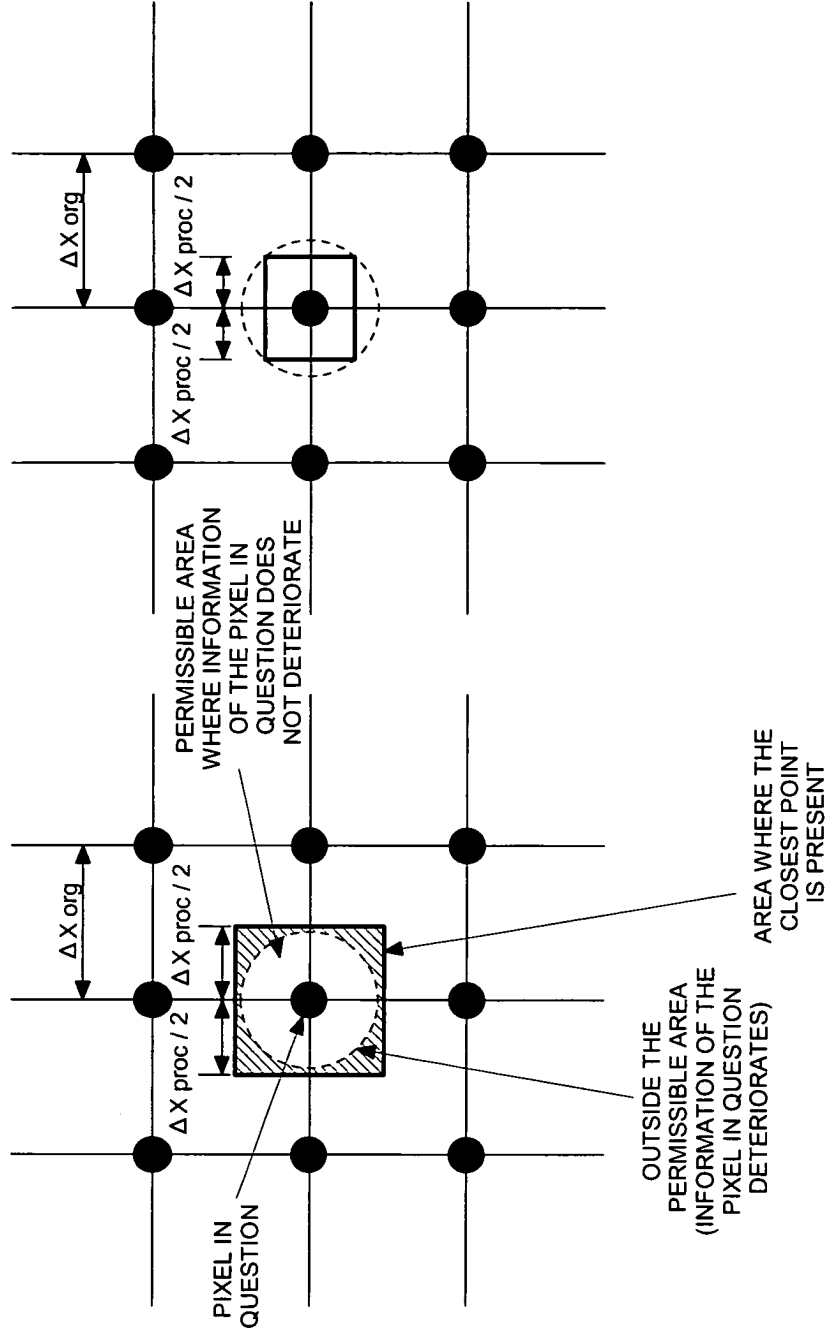 ΔX org
ΔX proc / 2
ΔX proc / 2
PIXEL IN
QUESTION
PERMISSIBLE AREA
WHERE INFORMATION
OF THE PIXEL IN
QUESTION DOES
NOT DETERIORATE
OUTSIDE THE
PERMISSIBLE AREA
(INFORMATION OF THE
PIXEL IN QUESTION
DETERIORATES)
AREA WHERE THE
CLOSEST POINT
IS PRESENT
ΔX org
ΔX proc / 2
ΔX proc / 2